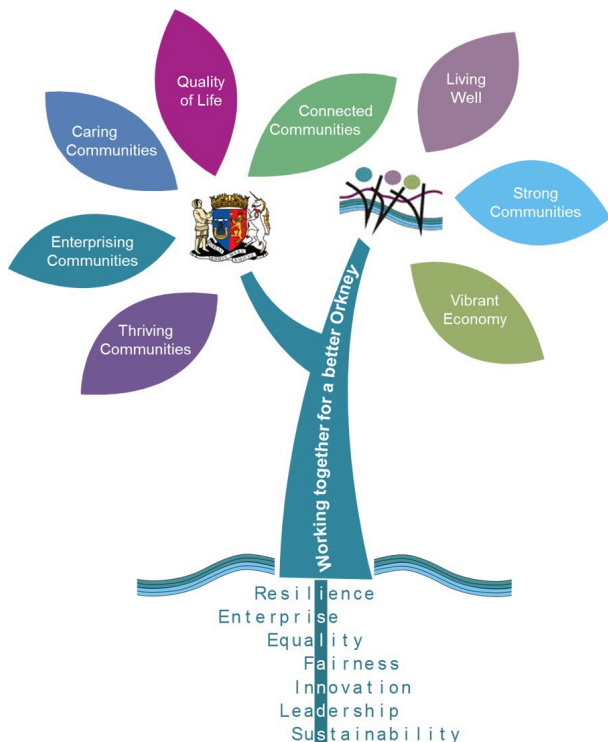 Quality
of Life
Living
Well
Connected
Communities
Caring
Communities
Strong
Communities
Enterprising
Communities
Vibrant
Economy
Thriving
Communities
Working together for a better Orkney
Resilience
Enterprise
Equality
Fairness
Innovation
Leadership
Sustainability